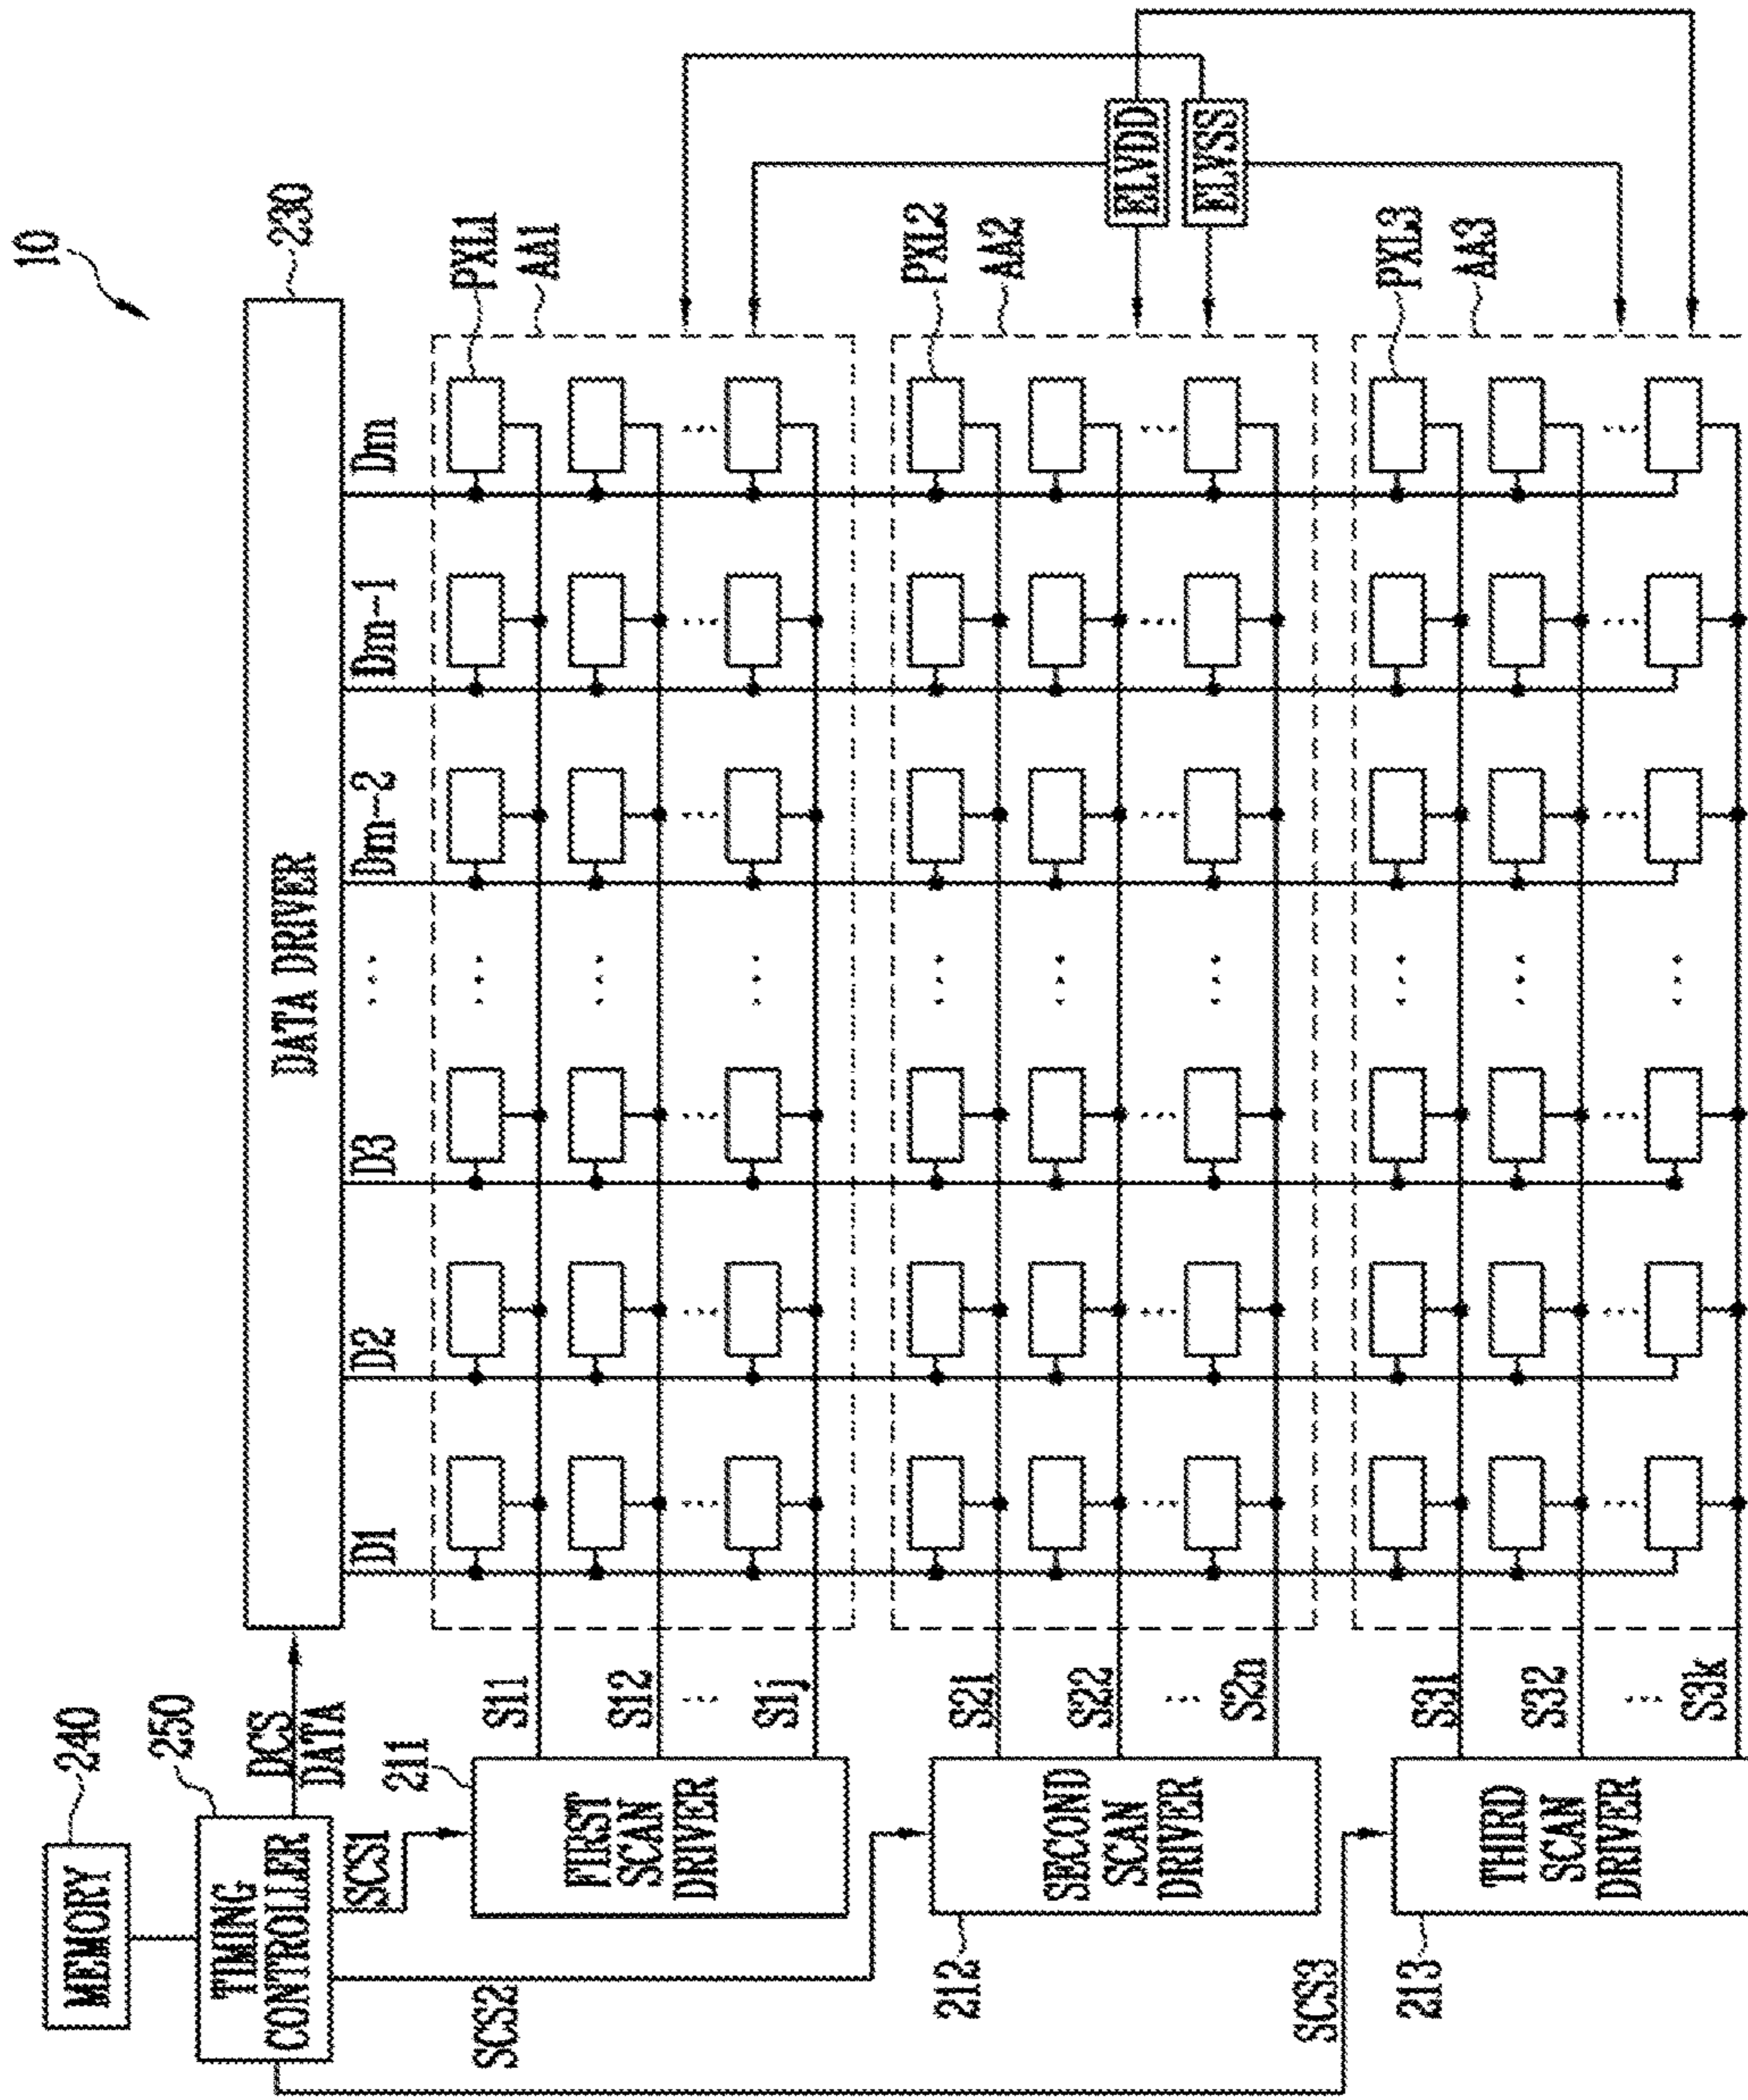 10
MEMORY
240
TIMING
CONTROLLER
250
DCS
DATA
DATA DRIVER
230
D1
D2
D3
...
Dm-2
Dm-1
Dm
SCS1
211
FIRST
SCAN
DRIVER
S11
S12
...
S1j
PXL1
AA1
SCS2
212
SECOND
SCAN
DRIVER
S21
S22
...
S2n
PXL2
AA2
ELVDD
ELVSS
SCS3
213
THIRD
SCAN
DRIVER
S31
S32
...
S3k
PXL3
AA3